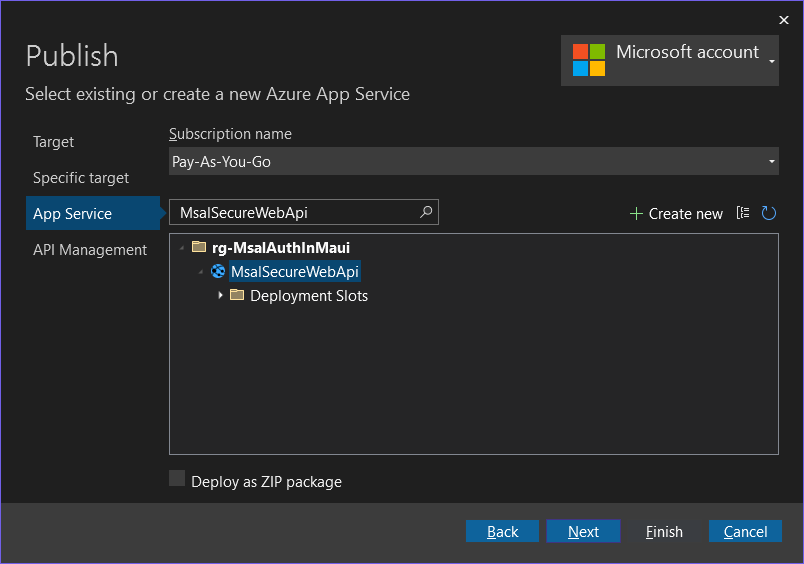 Publish
Microsoft account
Select existing or create a new Azure App Service
Target
Specific target
App Service
API Management
Subscription name
Pay-As-You-Go
MsalSecureWebApi
Create new
rg-MsalAuthInMaui
MsalSecureWebApi
Deployment Slots
Deploy as ZIP package
Back
Next
Finish
Cancel